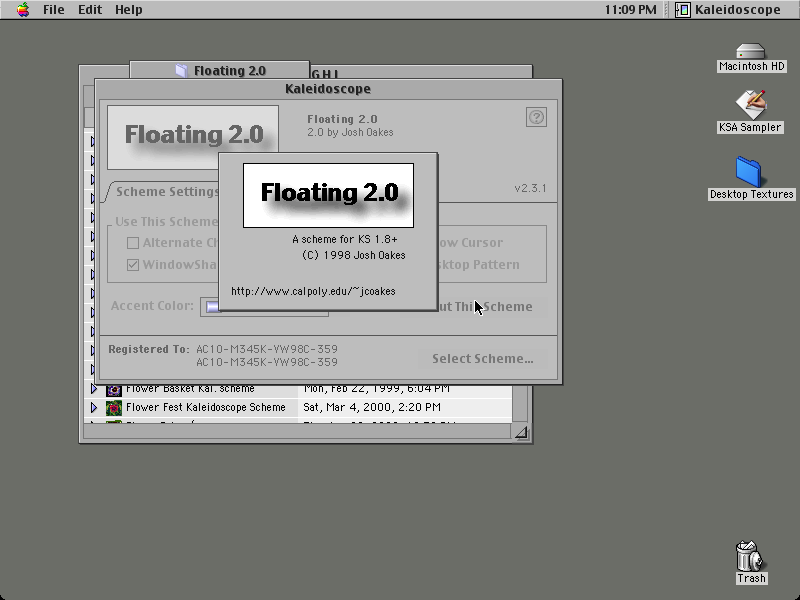 File Edit Help
11:09 PM
Kaleidoscope
Floating 2.0
G H I
Kaleidoscope
Floating 2.0
Floating 2.0
2.0 by Josh Oakes
v2.3.1
Scheme Settings
Use This Scheme
Alternate
WindowSha
ow Cursor
sktop Pattern
Accent Color:
ut This Scheme
Floating 2.0
A scheme for KS 1.8+
(C) 1998 Josh Oakes
http://www.calpoly.edu/~jcoakes
Registered To: AC10-M345K-VW98C-359
AC10-M345K-VW98C-359
Select Scheme...
Flower Basket Kal. scheme Mon, Feb 22, 1999, 6:04 PM
Flower Fest Kaleidoscope Scheme Sat, Mar 4, 2000, 2:20 PM
Macintosh HD
KSA Sampler
Desktop Textures
Trash